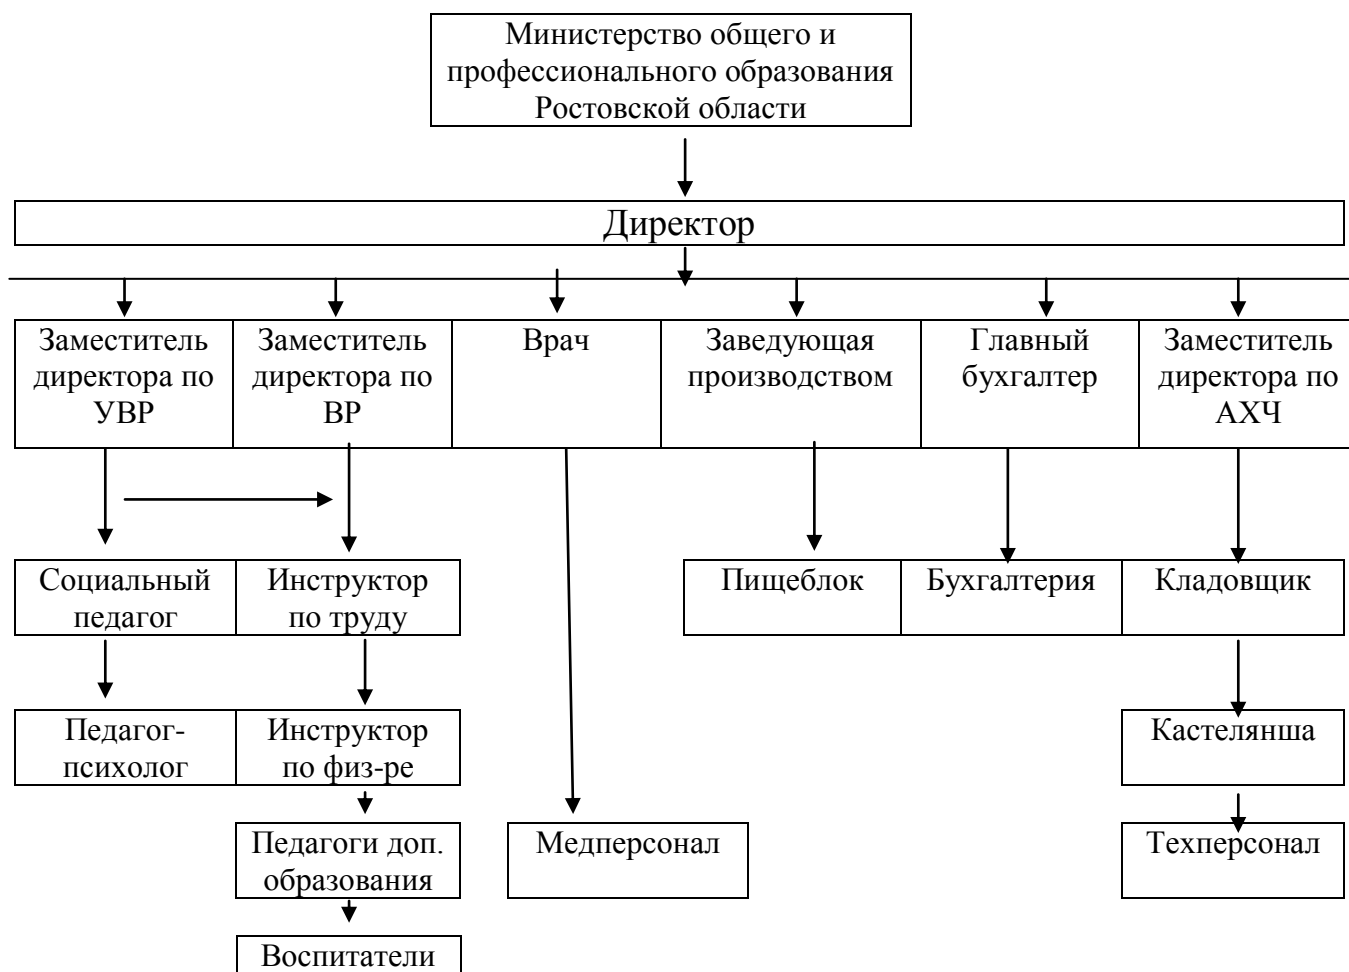 Министерство общего и
профессионального образования
Ростовской области
Директор
Заместитель
директора по
УВР
Заместитель
директора по
ВР
Врач
Заведующая
производством
Главный
бухгалтер
Заместитель
директора по
АХЧ
Социальный
педагог
Инструктор
по труду
Пищеблок
Бухгалтерия
Кладовщик
Педагог-
психолог
Инструктор
по физ-ре
Кастелянша
Педагоги доп.
образования
Медперсонал
Техперсонал
Воспитатели